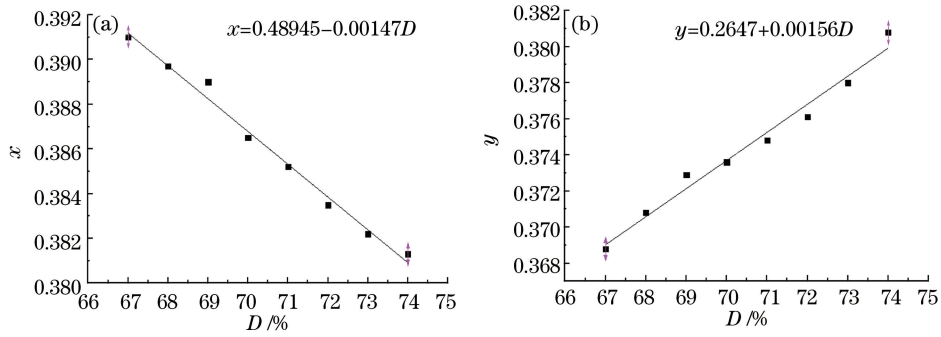 (a)
x=0.48945−0.00147D
0.392
0.390
0.388
0.386
0.384
0.382
0.380
x
66 67 68 69 70 71 72 73 74 75
D /%
(b)
y=0.2647+0.00156D
0.382
0.380
0.378
0.376
0.374
0.372
0.370
0.368
y
66 67 68 69 70 71 72 73 74 75
D /%